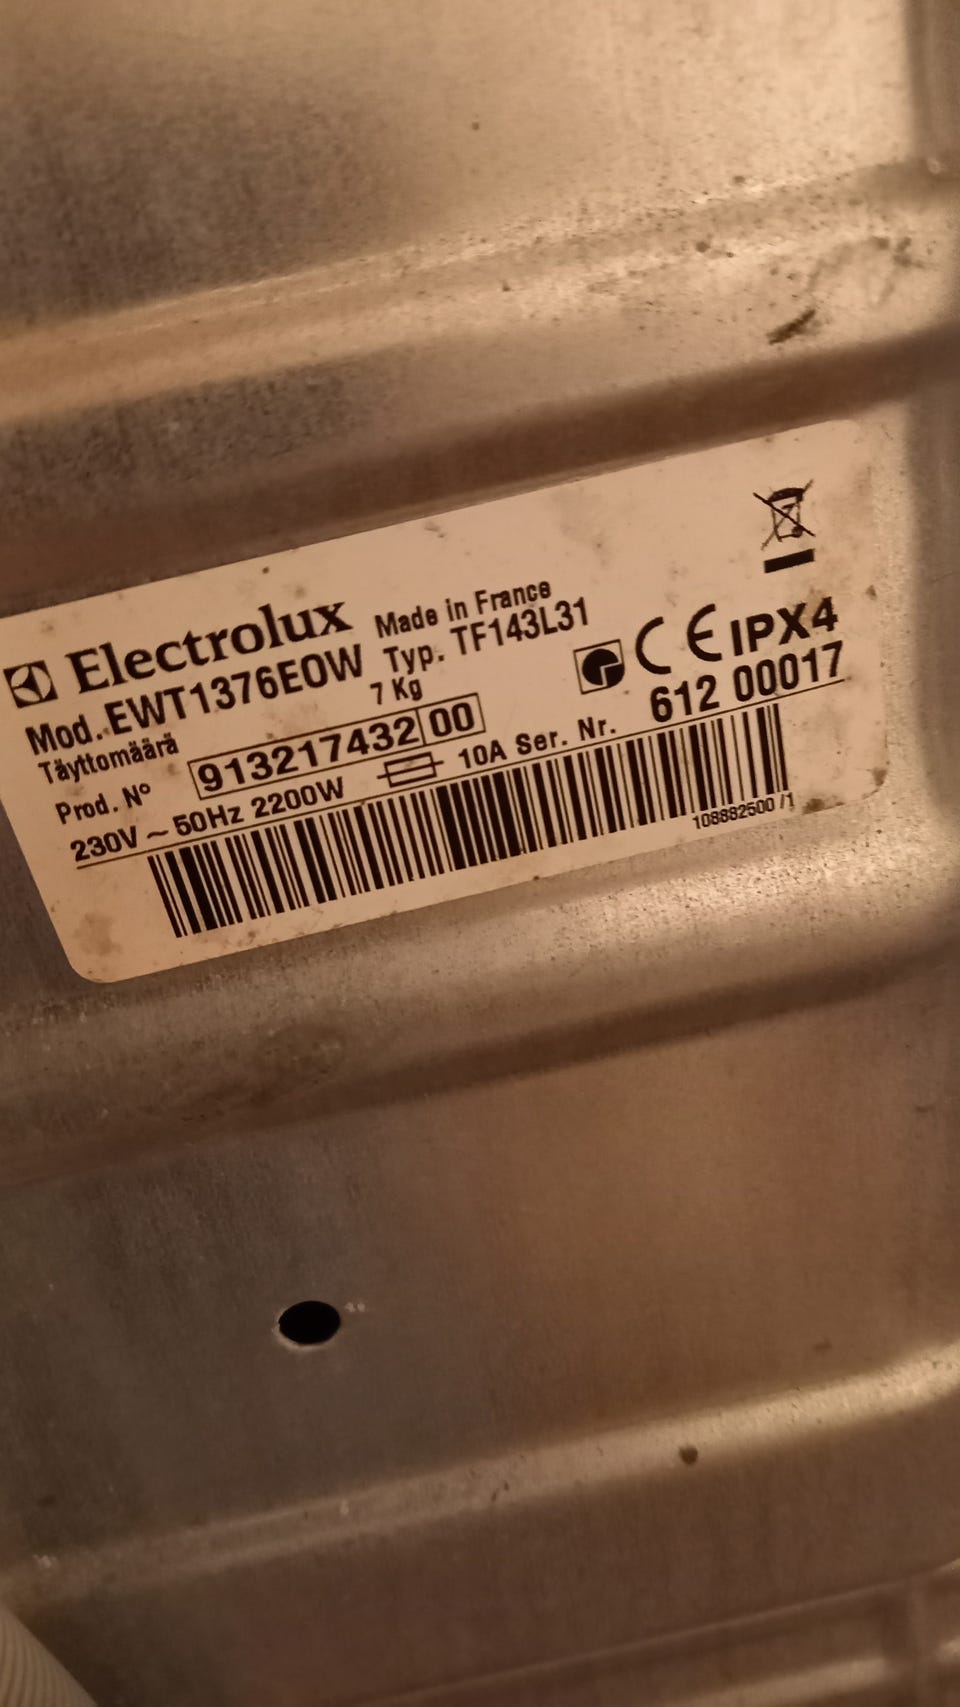 Electrolux Made in France
Mod. EWT1376EOW Typ. TF143L31
Täyttomäärä 7 Kg
Prod. N° 913217432 00
230V ~ 50Hz 2200W 10A Ser. Nr. 612 00017
CE IPX4
108882500 /1